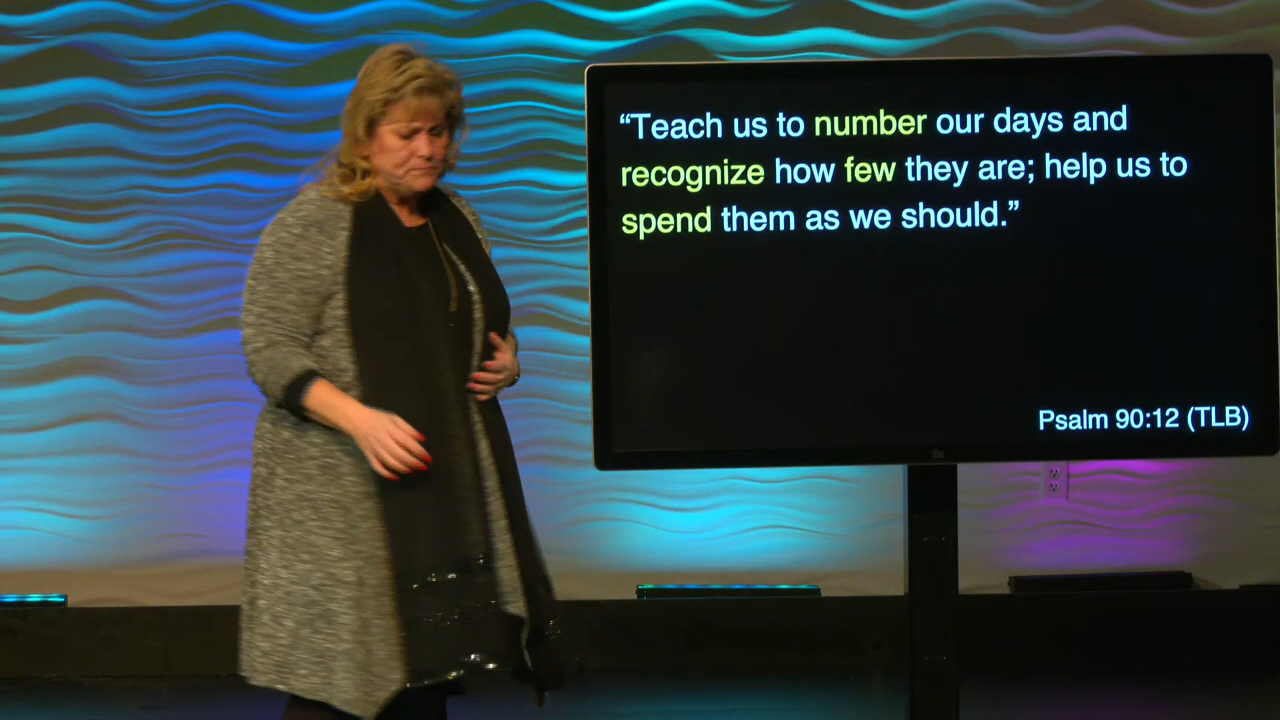 “Teach us to number our days and
recognize how few they are; help us to
spend them as we should.”
Psalm 90:12 (TLB)